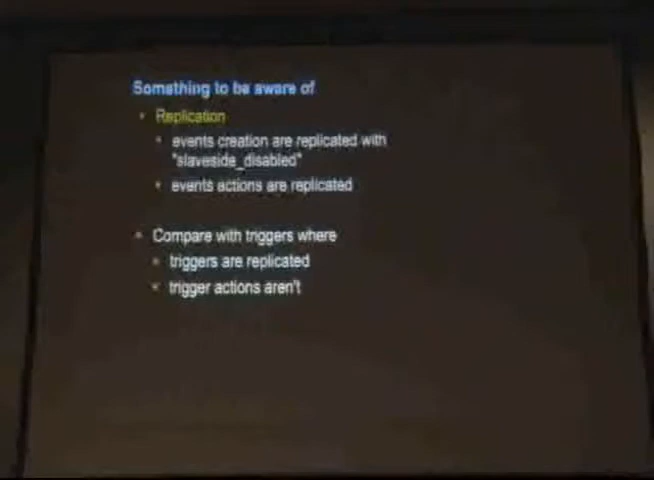 Something to be aware of
Replication
events creation are replicated with
"slaveside_disabled"
events actions are replicated
Compare with triggers where
triggers are replicated
trigger actions aren't